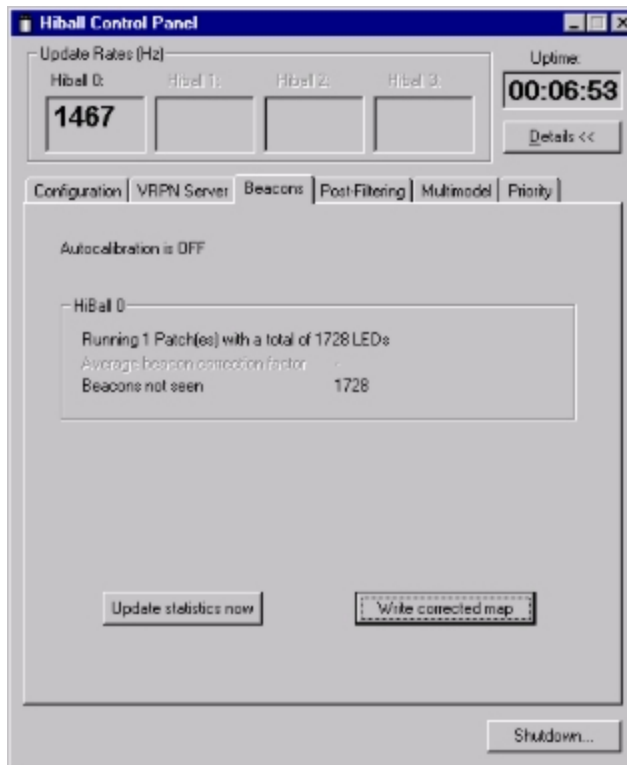 Hiball Control Panel
Update Rates (Hz)
Hiball 0: Hiball 1: Hiball 2: Hiball 3:
1467
Uptime:
00:06:53
Details <<
Configuration VRPN Server Beacons Post-Filtering Multimodel Priority
Autocalibration is OFF
HiBall 0
Running 1 Patch(es) with a total of 1728 LEDs
Average beacon correction factor -
Beacons not seen 1728
Update statistics now Write corrected map
Shutdown...